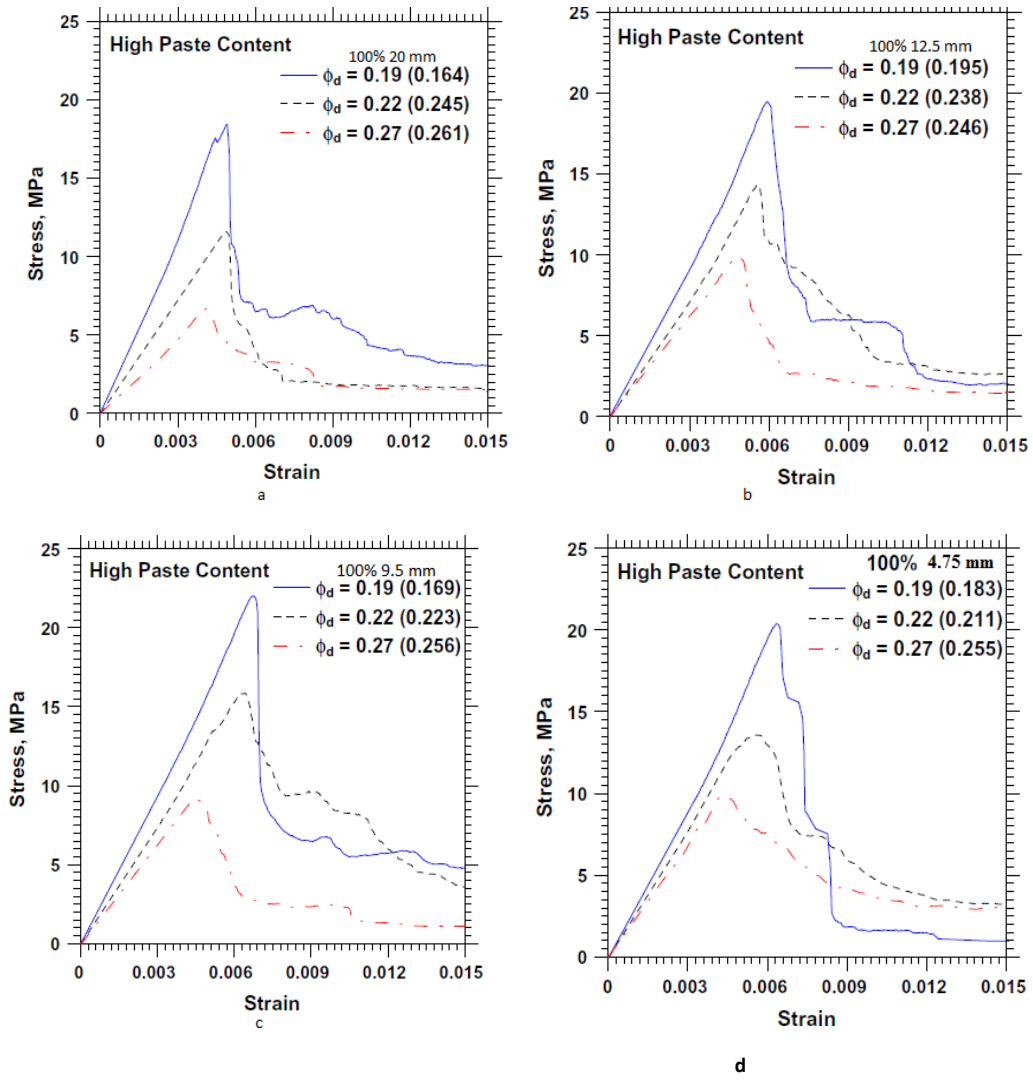 25
20
15
10
5
0
Stress, MPa
High Paste Content
100% 20 mm
ϕd = 0.19 (0.164)
ϕd = 0.22 (0.245)
ϕd = 0.27 (0.261)
0 0.003 0.006 0.009 0.012 0.015
Strain
a
25
20
15
10
5
0
Stress, MPa
High Paste Content
100% 12.5 mm
ϕd = 0.19 (0.195)
ϕd = 0.22 (0.238)
ϕd = 0.27 (0.246)
0 0.003 0.006 0.009 0.012 0.015
Strain
b
25
20
15
10
5
0
Stress, MPa
High Paste Content
100% 9.5 mm
ϕd = 0.19 (0.169)
ϕd = 0.22 (0.223)
ϕd = 0.27 (0.256)
0 0.003 0.006 0.009 0.012 0.015
Strain
c
25
20
15
10
5
0
Stress, MPa
High Paste Content
100% 4.75 mm
ϕd = 0.19 (0.183)
ϕd = 0.22 (0.211)
ϕd = 0.27 (0.255)
0 0.003 0.006 0.009 0.012 0.015
Strain
d